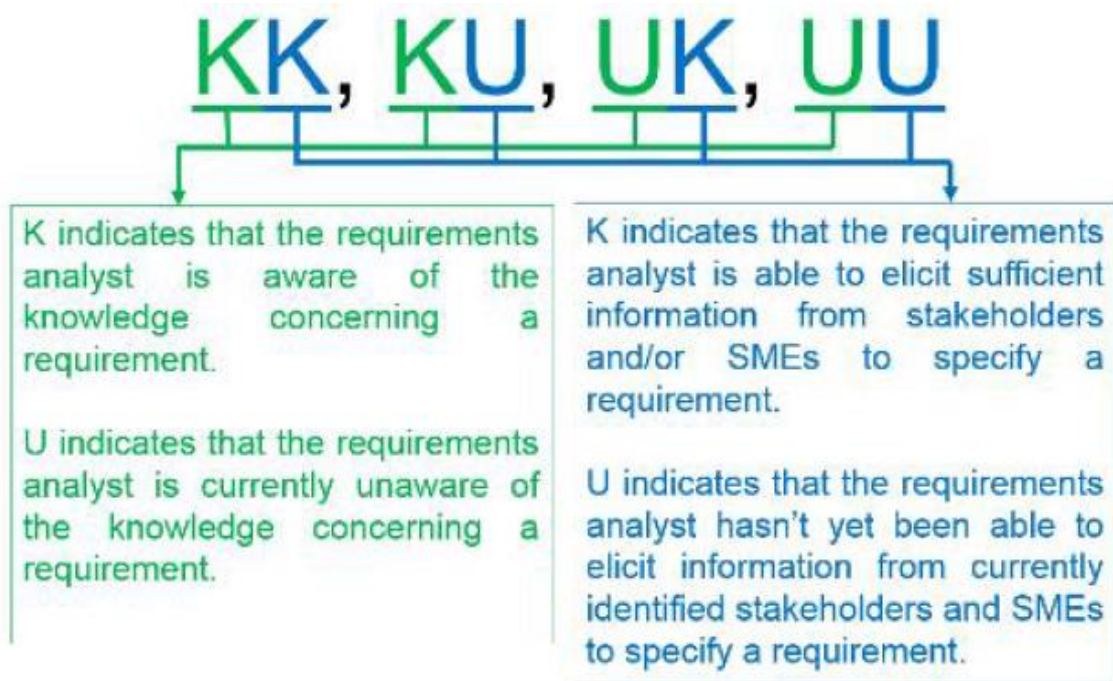 KK, KU, UK, UU
K indicates that the requirements
analyst is aware of the
knowledge concerning a
requirement.
U indicates that the requirements
analyst is currently unaware of
the knowledge concerning a
requirement.
K indicates that the requirements
analyst is able to elicit sufficient
information from stakeholders
and/or SMEs to specify a
requirement.
U indicates that the requirements
analyst hasn't yet been able to
elicit information from currently
identified stakeholders and SMEs
to specify a requirement.